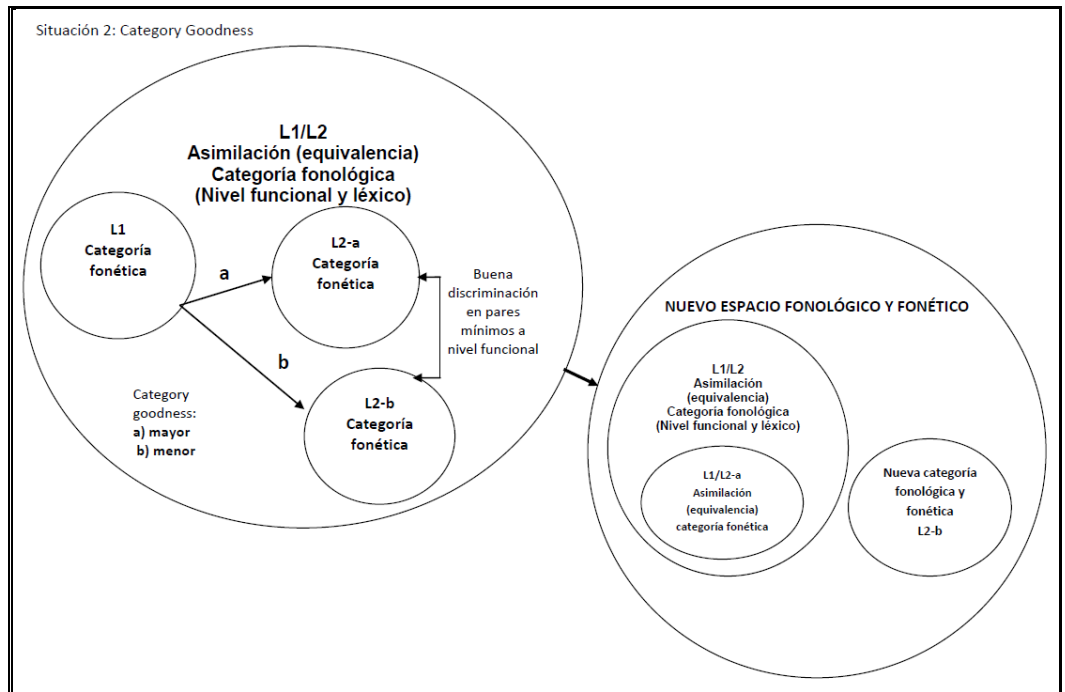 Situación 2: Category Goodness
L1/L2
Asimilación (equivalencia)
Categoría fonológica
(Nivel funcional y léxico)
L1
Categoría
fonética
a
L2-a
Categoría
fonética
Buena
discriminación
en pares
mínimos a
nivel funcional
b
Category
goodness:
a) mayor
b) menor
L2-b
Categoría
fonética
NUEVO ESPACIO FONOLÓGICO Y FONÉTICO
L1/L2
Asimilación
(equivalencia)
Categoría fonológica
(Nivel funcional y léxico)
L1/L2-a
Asimilación
(equivalencia)
categoría fonética
Nueva categoría
fonológica y
fonética
L2-b